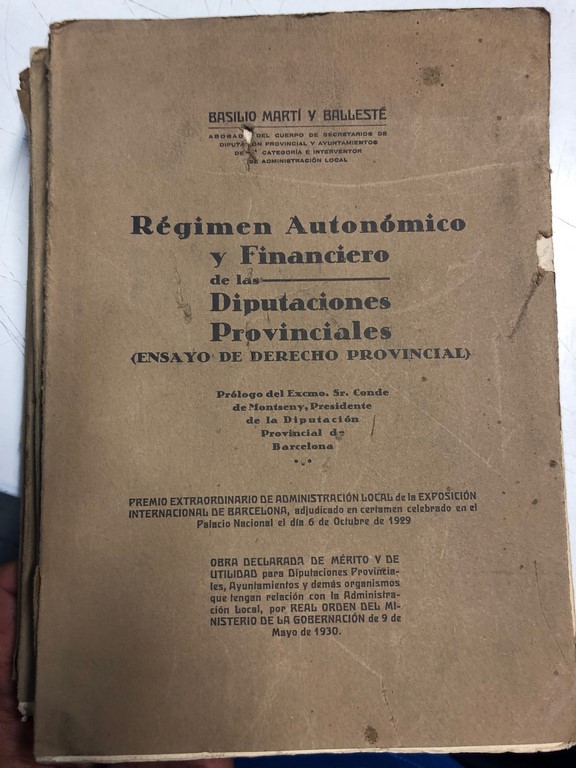 BASILIO MARTÍ Y BALLESTÉ
DEL CUERPO DE SECRETARIOS DE
DIPUTACIÓN PROVINCIAL Y AYUNTAMIENTOS
DE CATEGORÍA E INTERVENTOR
DE ADMINISTRACIÓN LOCAL
Régimen Autonómico
y Financiero
de las
Diputaciones
Provinciales
(ENSAYO DE DERECHO PROVINCIAL)
Prólogo del Excmo. Sr. Conde
de Montseny, Presidente
de la Diputación
Provincial de
Barcelona
PREMIO EXTRAORDINARIO DE ADMINISTRACIÓN LOCAL de la EXPOSICIÓN
INTERNACIONAL DE BARCELONA, adjudicado en certamen celebrado en el
Palacio Nacional el día 6 de Octubre de 1929
OBRA DECLARADA DE MÉRITO Y DE
UTILIDAD para Diputaciones Provincia-
les, Ayuntamientos y demás organismos
que tengan relación con la Administra-
ción Local, por REAL ORDEN DEL MI-
NISTERIO DE LA GOBERNACIÓN de 9 de
Mayo de 1930.